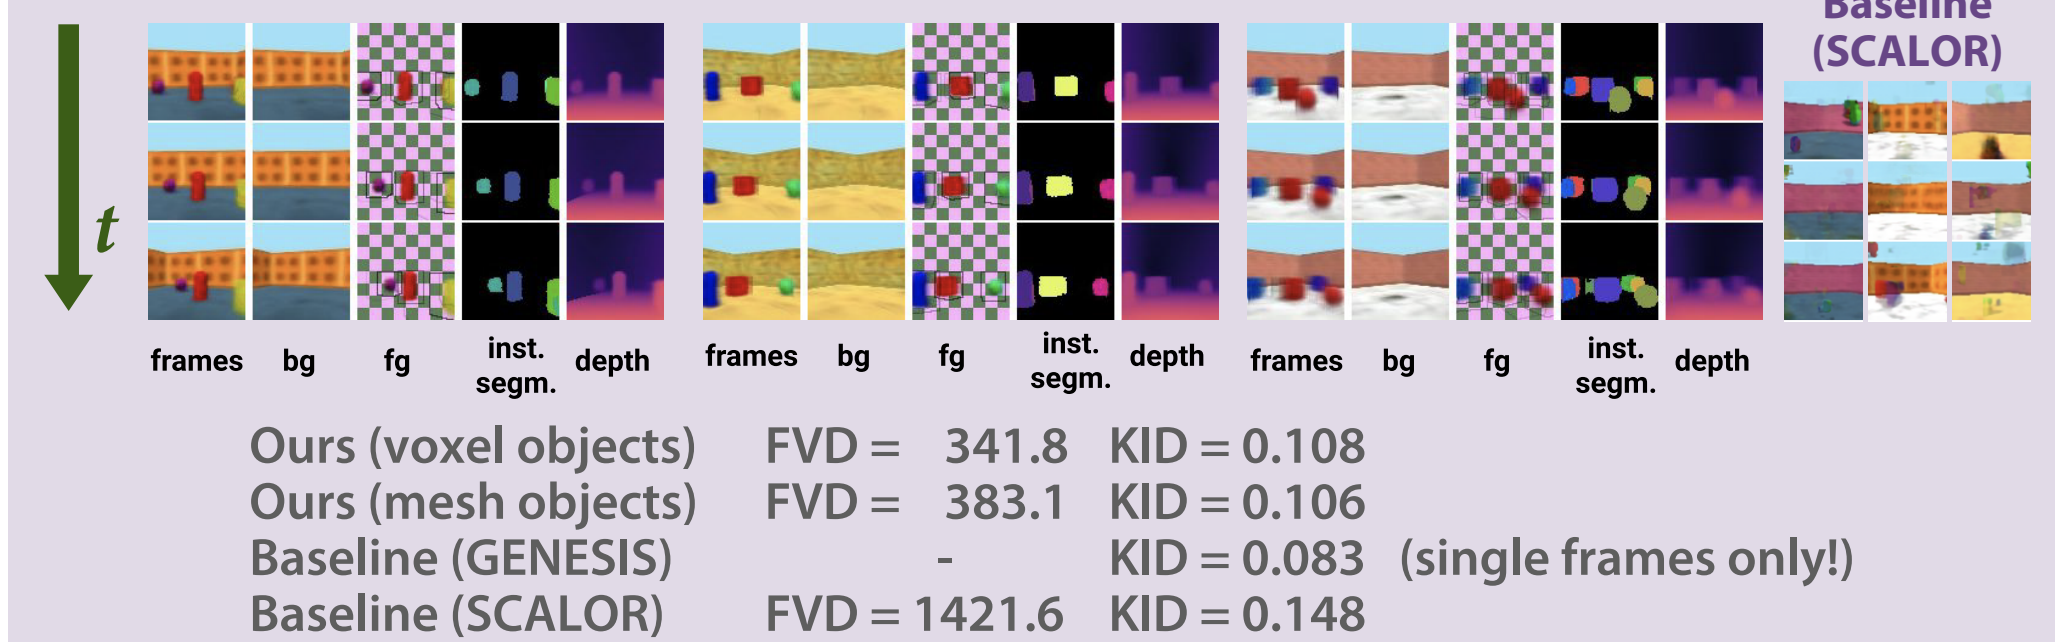 Baseline
(SCALOR)
t
frames bg fg inst. segm. depth
frames bg fg inst. segm. depth
frames bg fg inst. segm. depth
Ours (voxel objects) FVD = 341.8 KID = 0.108
Ours (mesh objects) FVD = 383.1 KID = 0.106
Baseline (GENESIS) - KID = 0.083 (single frames only!)
Baseline (SCALOR) FVD = 1421.6 KID = 0.148